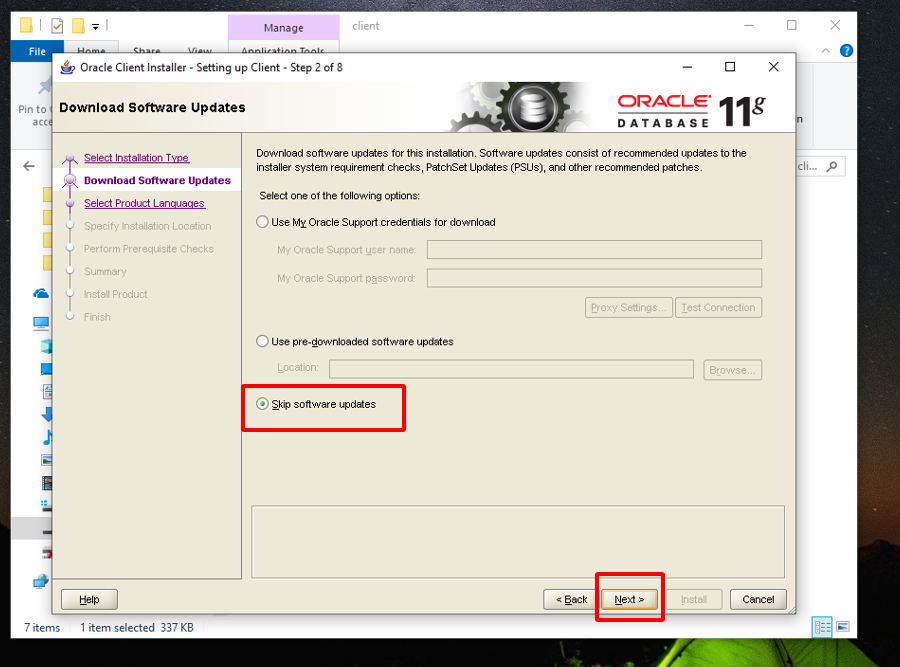 Manage
client
File
Home
Share
View
Application Tools
Pin to
acce
cli...
Oracle Client Installer - Setting up Client - Step 2 of 8
Download Software Updates
ORACLE
DATABASE
11g
Select Installation Type
Download Software Updates
Select Product Languages
Specify Installation Location
Perform Prerequisite Checks
Summary
Install Product
Finish
Download software updates for this installation. Software updates consist of recommended updates to the
installer system requirement checks, PatchSet Updates (PSUs), and other recommended patches.
Select one of the following options:
Use My Oracle Support credentials for download
My Oracle Support user name:
My Oracle Support password:
Proxy Settings...
Test Connection
Use pre-downloaded software updates
Location:
Browse...
Skip software updates
Help
< Back
Next >
Install
Cancel
7 items
1 item selected 337 KB